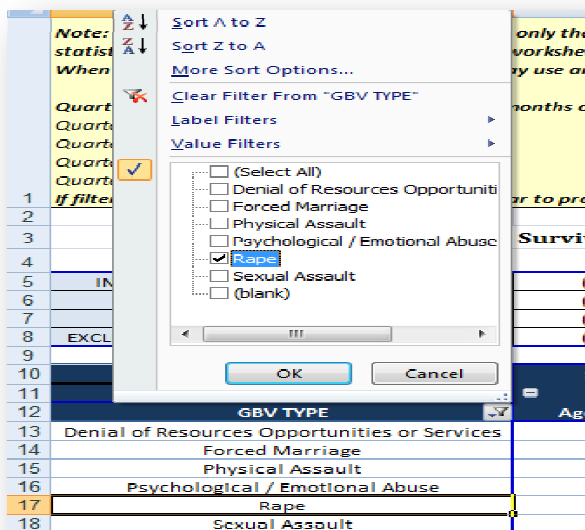 Sort A to Z
Sort Z to A
More Sort Options...
Clear Filter From "GBV TYPE"
Label Filters
Value Filters
(Select All)
Denial of Resources Opportuniti
Forced Marriage
Physical Assault
Psychological / Emotional Abuse
Rape
Sexual Assault
(blank)
OK Cancel
Note: only the
statist worksheet
When ay use a
Quart months o
Quart
Quart
Quart
Quart
1 If filte ar to pro
2
3 Survi
4
5 IN
6
7
8 EXCL
9
10
11
12 GBV TYPE Ag
13 Denial of Resources Opportunities or Services
14 Forced Marriage
15 Physical Assault
16 Psychological / Emotional Abuse
17 Rape
18 Sexual Assault